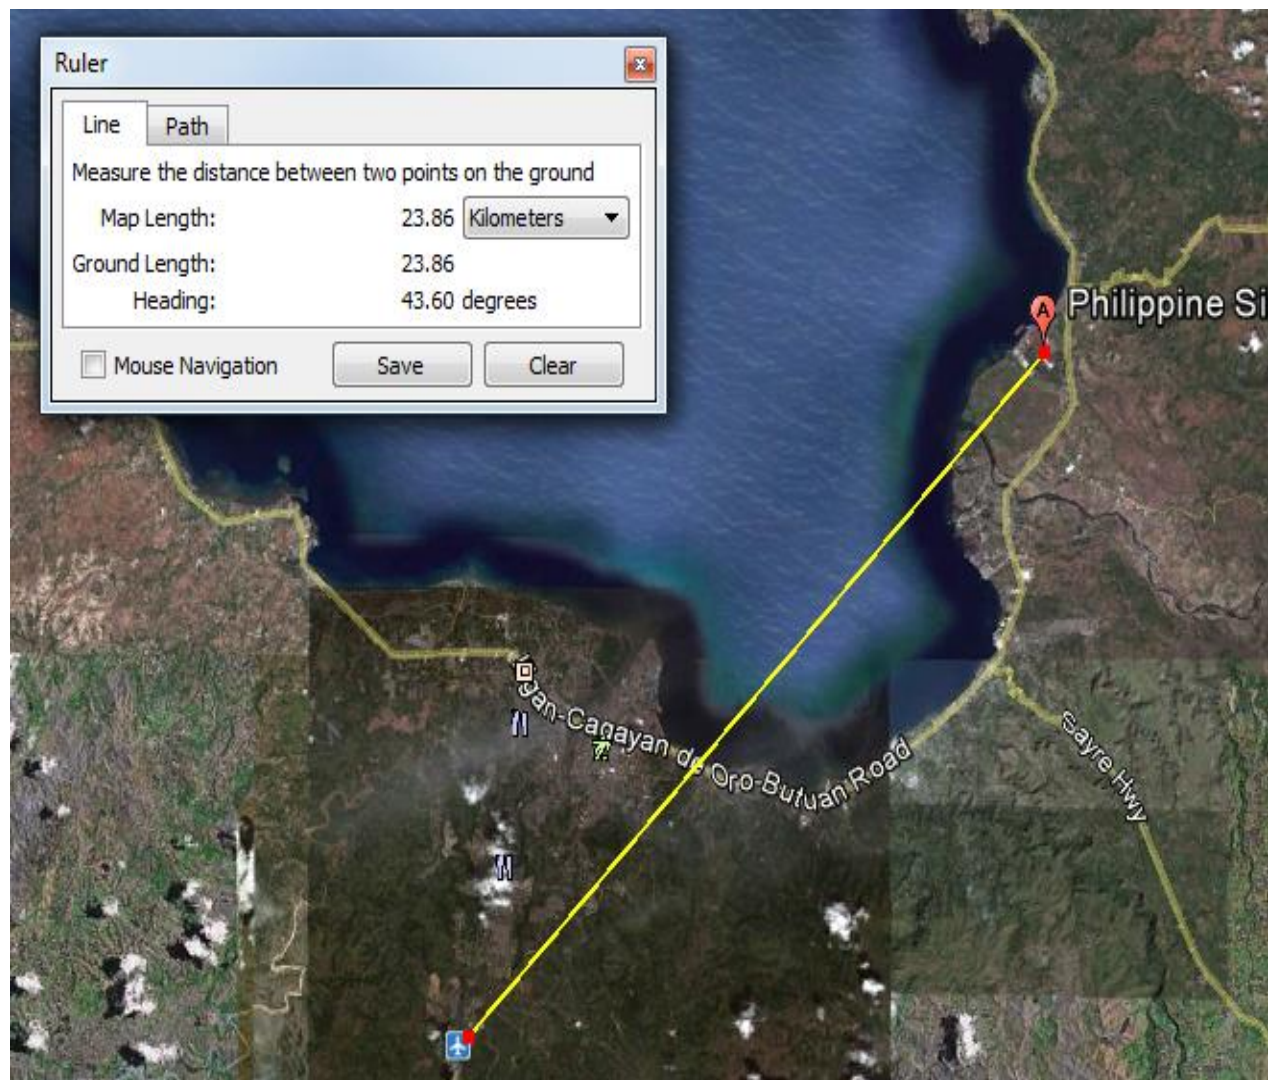 Ruler
Line
Path
Measure the distance between two points on the ground
Map Length: 23.86 Kilometers
Ground Length: 23.86
Heading: 43.60 degrees
Mouse Navigation
Save
Clear
A
Philippine Si
gan-Cagayan de Oro-Butuan Road
Sayre Hwy